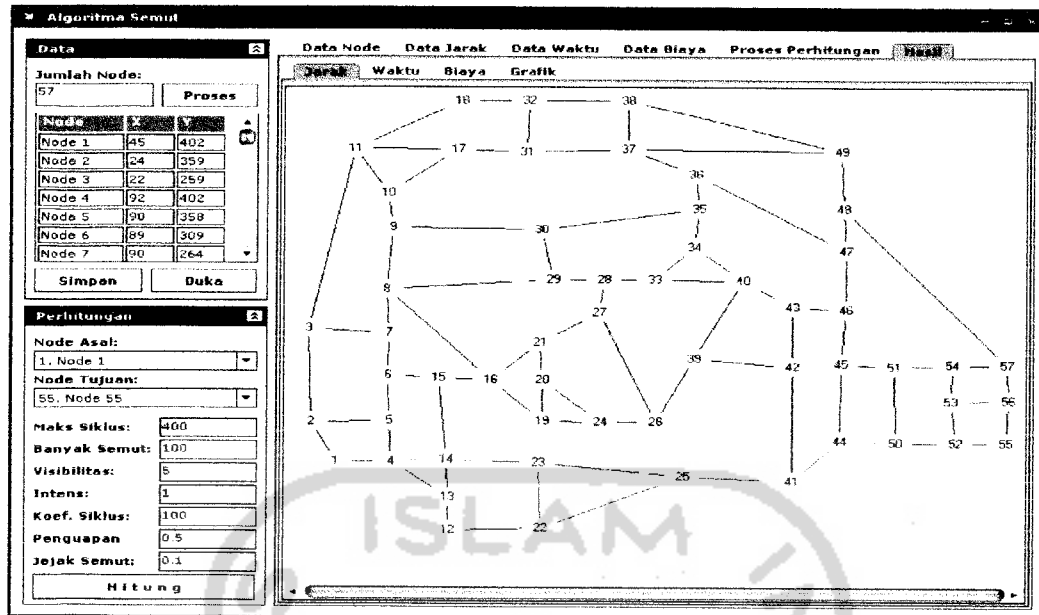 Algoritma Semut
Data
Jumlah Node:
57
Proses
Node X Y
Node 1 45 402
Node 2 24 359
Node 3 22 259
Node 4 92 402
Node 5 90 358
Node 6 89 309
Node 7 90 264
Simpan Buka
Perhitungan
Node Asal:
1. Node 1
Node Tujuan:
55. Node 55
Maks Siklus: 400
Banyak Semut: 100
Visibilitas: 5
Intens: 1
Koef. Siklus: 100
Penguapan 0.5
Jejak Semut: 0.1
Hitung
Data Node Data Jarak Data Waktu Data Biaya Proses Perhitungan Hasil
Jarak Waktu Biaya Grafik
18 32 38
11 17 31 37 49
36
10
35 48
9 30
34 47
29 28 33 40
8
27 43 46
3 7
21
39 42 45 51 54 57
6 15 16 20
53 56
2 5 19 24 26
44 50 52 55
1 4 14 23
25 41
13
12 22
ISLAM